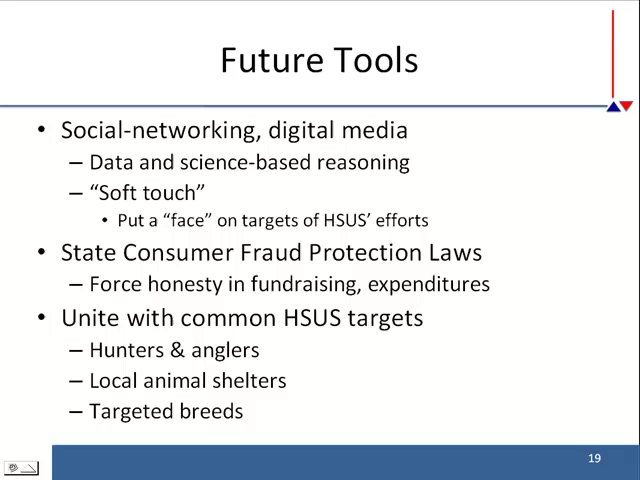 Future Tools
• Social-networking, digital media
– Data and science-based reasoning
– “Soft touch”
• Put a “face” on targets of HSUS’ efforts
• State Consumer Fraud Protection Laws
– Force honesty in fundraising, expenditures
• Unite with common HSUS targets
– Hunters & anglers
– Local animal shelters
– Targeted breeds
19